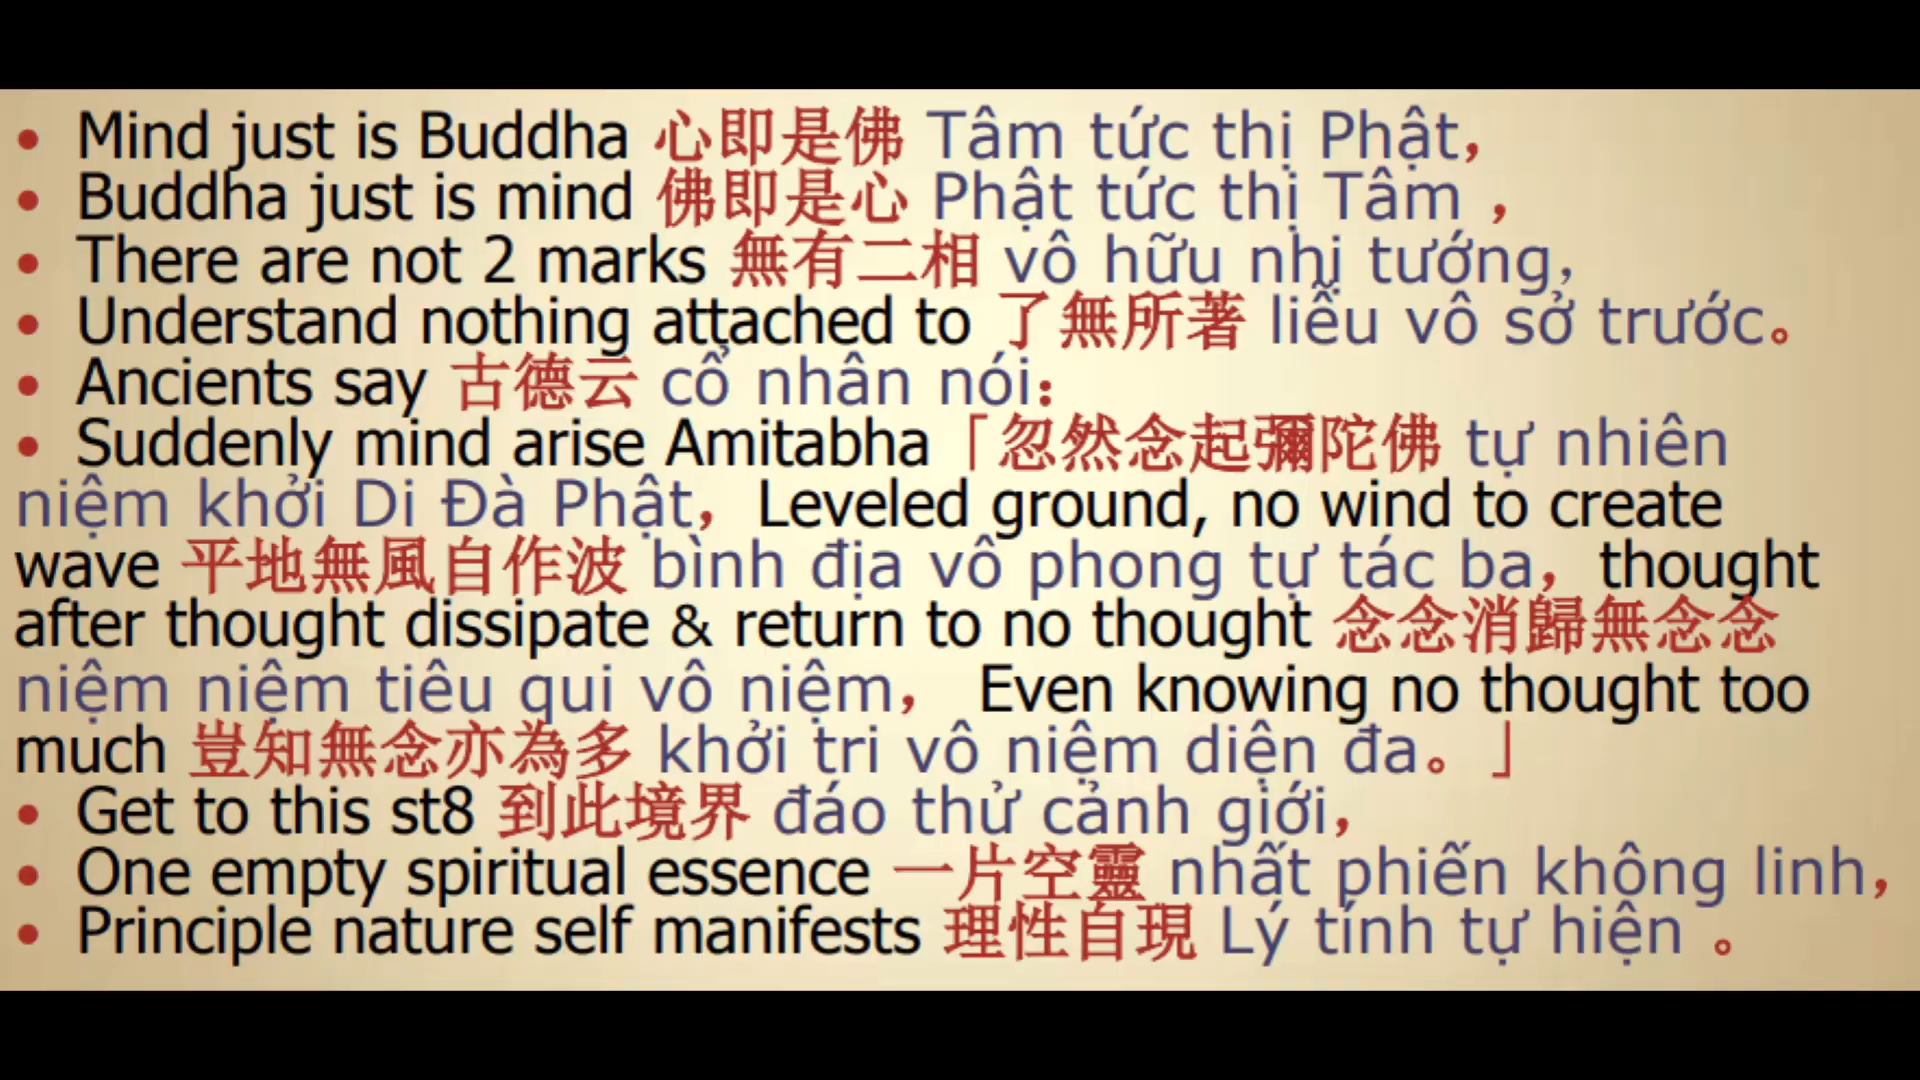 • Mind just is Buddha 心即是佛 Tâm tức thị Phật，
• Buddha just is mind 佛即是心 Phật tức thị Tâm ，
• There are not 2 marks 無有二相 vô hữu nhị tướng，
• Understand nothing attached to 了無所著 liễu vô sở trước。
• Ancients say 古德云 cổ nhân nói：
• Suddenly mind arise Amitabha「忽然念起彌陀佛 tự nhiên
niệm khởi Di Đà Phật，Leveled ground, no wind to create
wave 平地無風自作波 bình địa vô phong tự tác ba，thought
after thought dissipate & return to no thought 念念消歸無念念
niệm niệm tiêu qui vô niệm， Even knowing no thought too
much 豈知無念亦為多 khởi tri vô niệm diện đa。」
• Get to this st8 到此境界 đáo thử cảnh giới，
• One empty spiritual essence 一片空靈 nhất phiến không linh，
• Principle nature self manifests 理性自現 Lý tính tự hiện 。